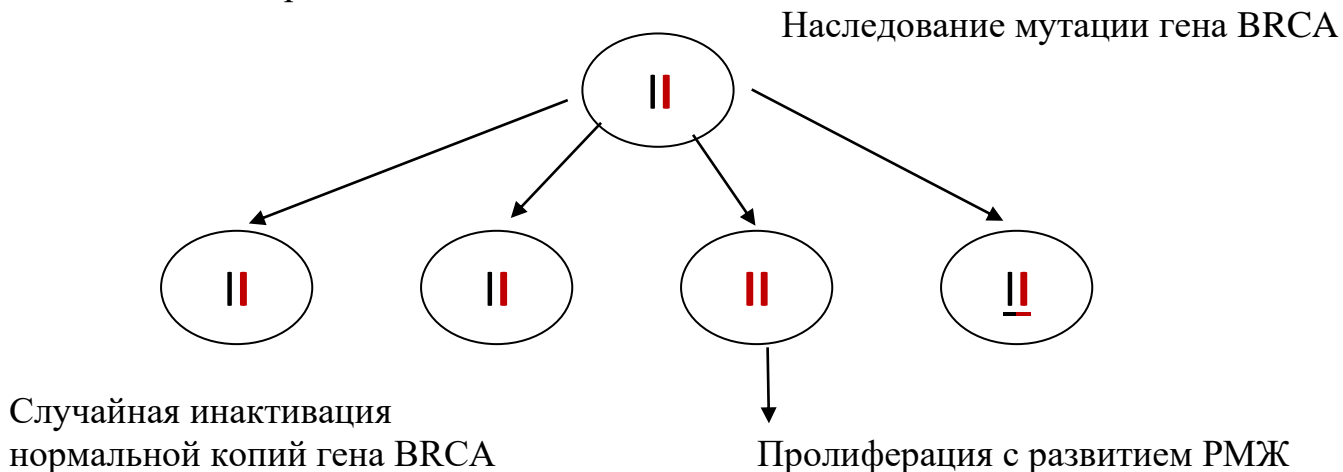 Наследование мутации гена BRCA
Случайная инактивация
нормальной копий гена BRCA
Пролиферация с развитием РМЖ